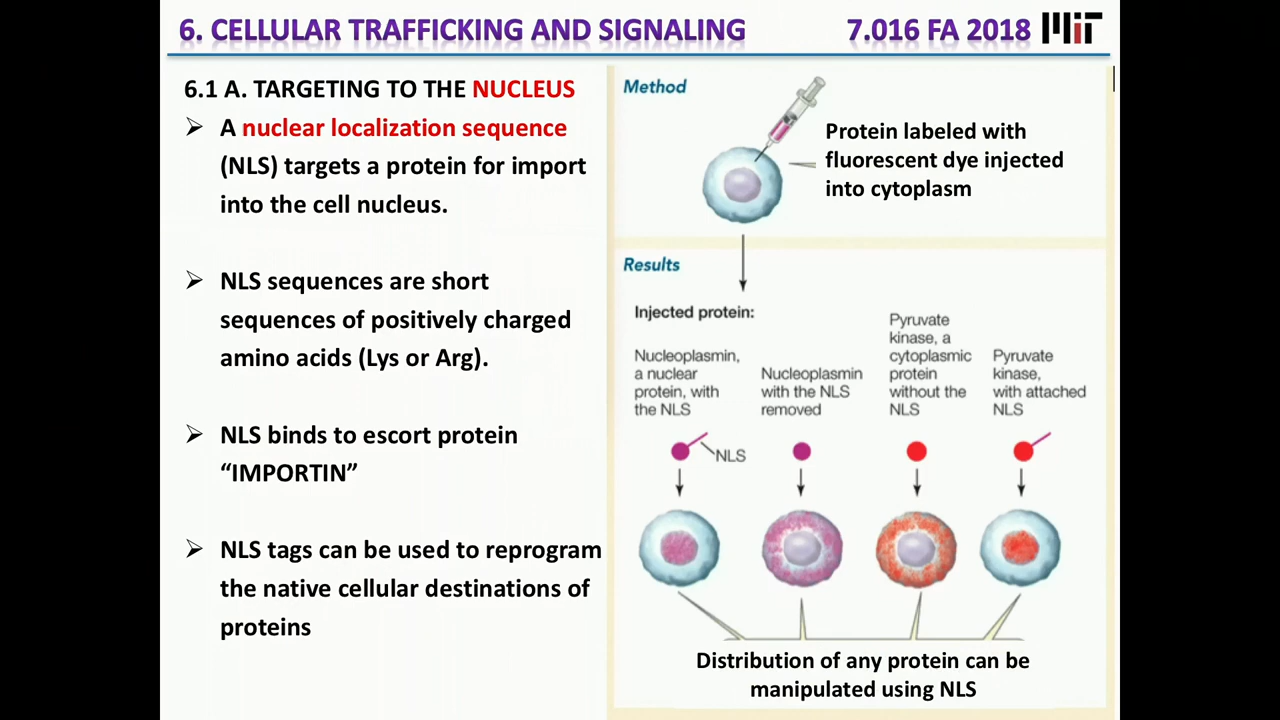 6. CELLULAR TRAFFICKING AND SIGNALING
7.016 FA 2018
MIT
6.1 A. TARGETING TO THE NUCLEUS
➢ A nuclear localization sequence
(NLS) targets a protein for import
into the cell nucleus.
➢ NLS sequences are short
sequences of positively charged
amino acids (Lys or Arg).
➢ NLS binds to escort protein
“IMPORTIN”
➢ NLS tags can be used to reprogram
the native cellular destinations of
proteins
Method
Protein labeled with
fluorescent dye injected
into cytoplasm
Results
Injected protein:
Nucleoplasmin,
a nuclear
protein, with
the NLS
Nucleoplasmin
with the NLS
removed
Pyruvate
kinase, a
cytoplasmic
protein
without the
NLS
Pyruvate
kinase,
with attached
NLS
NLS
Distribution of any protein can be
manipulated using NLS